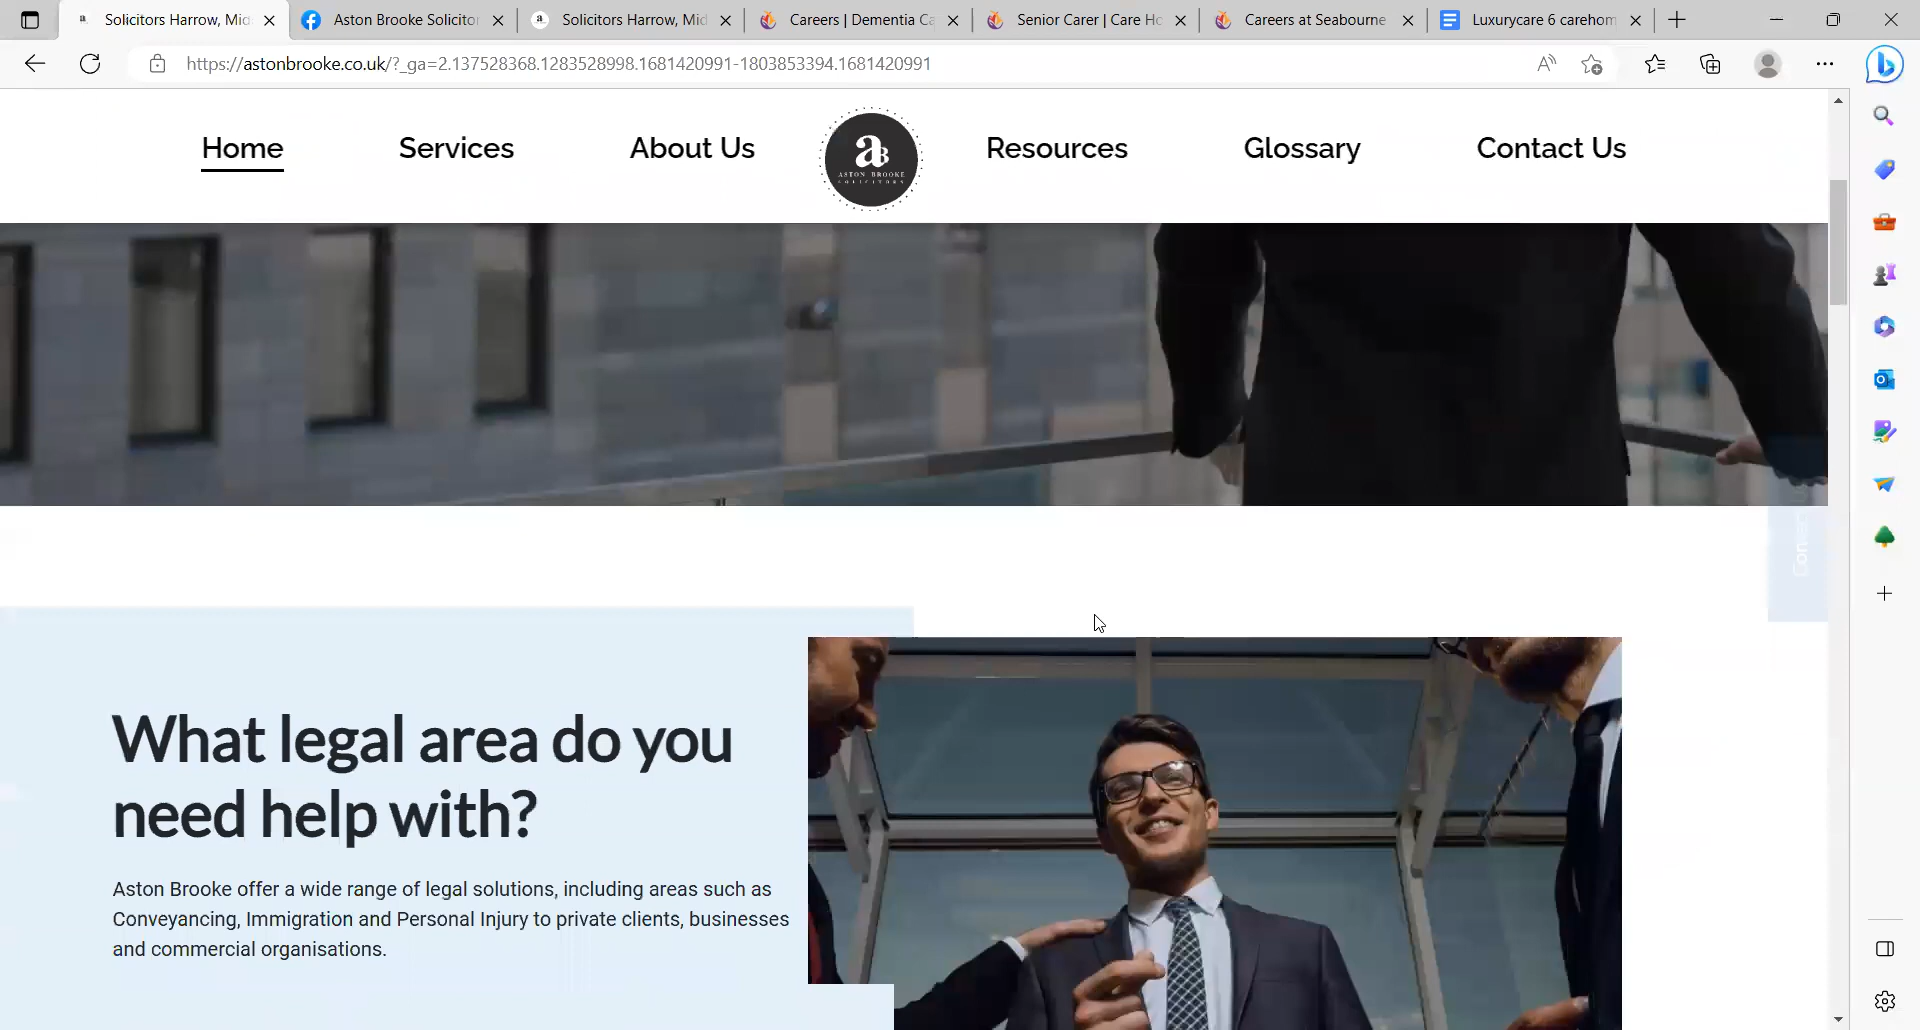 Solicitors Harrow, Mid
Aston Brooke Solicitor
Solicitors Harrow, Mid
Careers | Dementia Ca
Senior Carer | Care Ho
Careers at Seabourne
Luxurycare 6 carehom
https://astonbrooke.co.uk/?_ga=2.137528368.1283528998.1681420991-1803853394.1681420991
Home
Services
About Us
a
B
ASTON BROOKE
SOLICITORS
Resources
Glossary
Contact Us
What legal area do you
need help with?
Aston Brooke offer a wide range of legal solutions, including areas such as
Conveyancing, Immigration and Personal Injury to private clients, businesses
and commercial organisations.